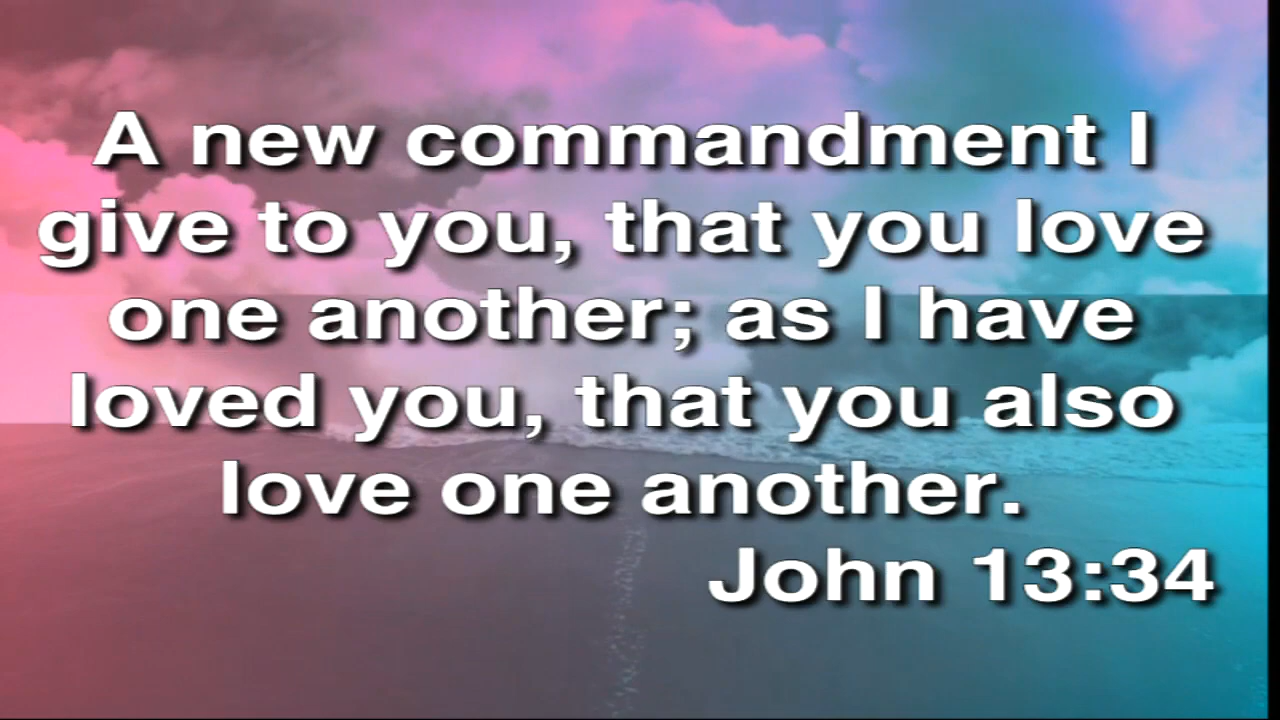 A new commandment I
give to you, that you love
one another; as I have
loved you, that you also
love one another.
John 13:34